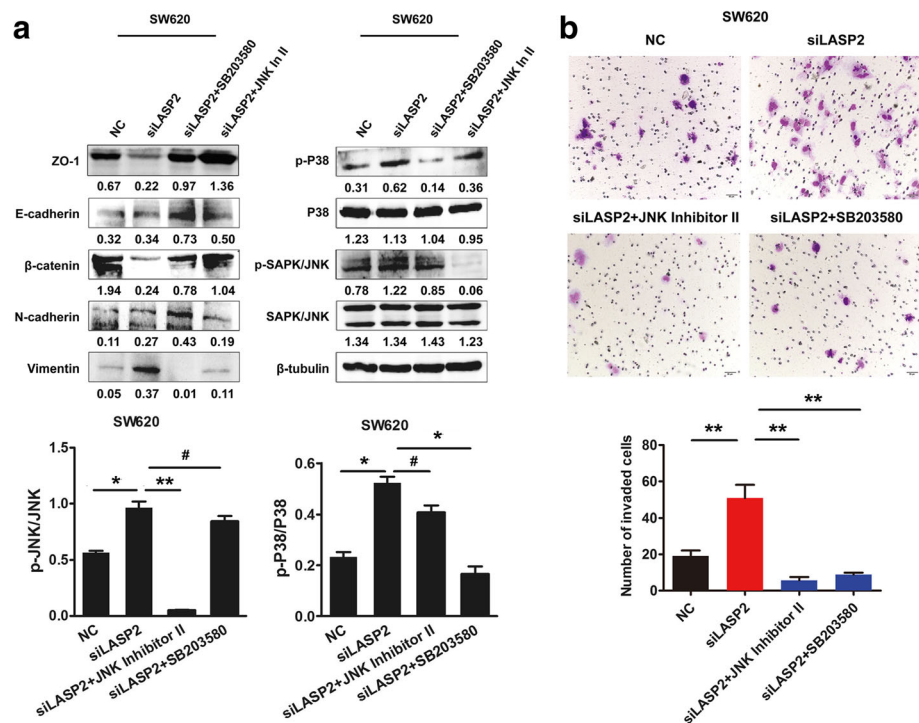 a
SW620
NC siLASP2 siLASP2+SB203580 siLASP2+JNK In II
ZO-1
0.67 0.22 0.97 1.36
E-cadherin
0.32 0.34 0.73 0.50
β-catenin
1.94 0.24 0.78 1.04
N-cadherin
0.11 0.27 0.43 0.19
Vimentin
0.05 0.37 0.01 0.11
SW620
NC siLASP2 siLASP2+SB203580 siLASP2+JNK In II
p-P38
0.31 0.62 0.14 0.36
P38
1.23 1.13 1.04 0.95
p-SAPK/JNK
0.78 1.22 0.85 0.06
SAPK/JNK
1.34 1.34 1.43 1.23
β-tubulin
SW620
p-JNK/JNK
1.5
1.0
0.5
0.0
* ** #
NC siLASP2 siLASP2+JNK Inhibitor II siLASP2+SB203580
SW620
p-P38/P38
0.6
0.4
0.2
0.0
* # *
NC siLASP2 siLASP2+JNK Inhibitor II siLASP2+SB203580
b
SW620
NC siLASP2
siLASP2+JNK Inhibitor II siLASP2+SB203580
Number of invaded cells
80
60
40
20
0
** ** **
NC siLASP2 siLASP2+JNK Inhibitor II siLASP2+SB203580